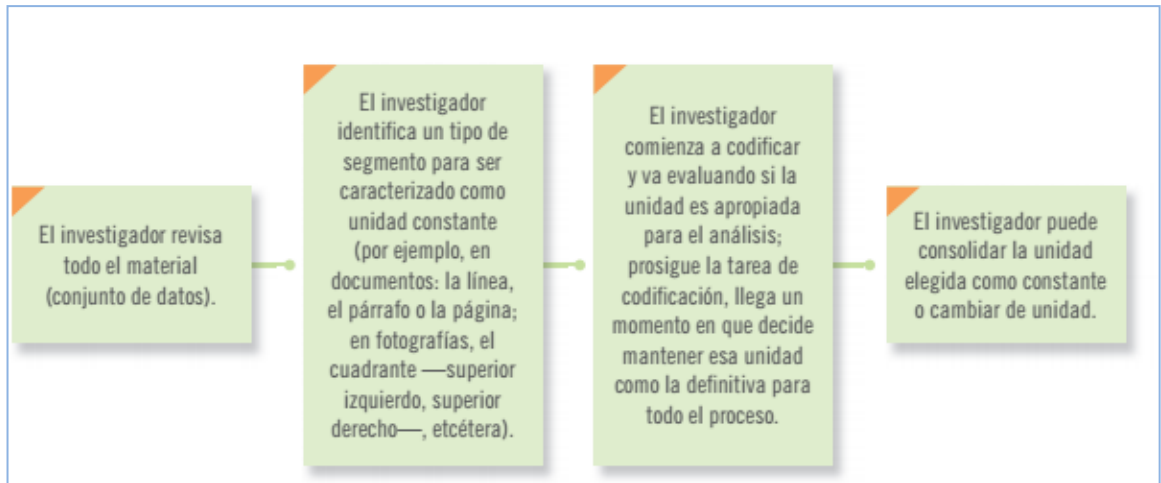 El investigador revisa
todo el material
(conjunto de datos).
El investigador
identifica un tipo de
segmento para ser
caracterizado como
unidad constante
(por ejemplo, en
documentos: la línea,
el párrafo o la página;
en fotografías, el
cuadrante —superior
izquierdo, superior
derecho—, etcétera).
El investigador
comienza a codificar
y va evaluando si la
unidad es apropiada
para el análisis;
prosigue la tarea de
codificación, llega un
momento en que decide
mantener esa unidad
como la definitiva para
todo el proceso.
El investigador puede
consolidar la unidad
elegida como constante
o cambiar de unidad.